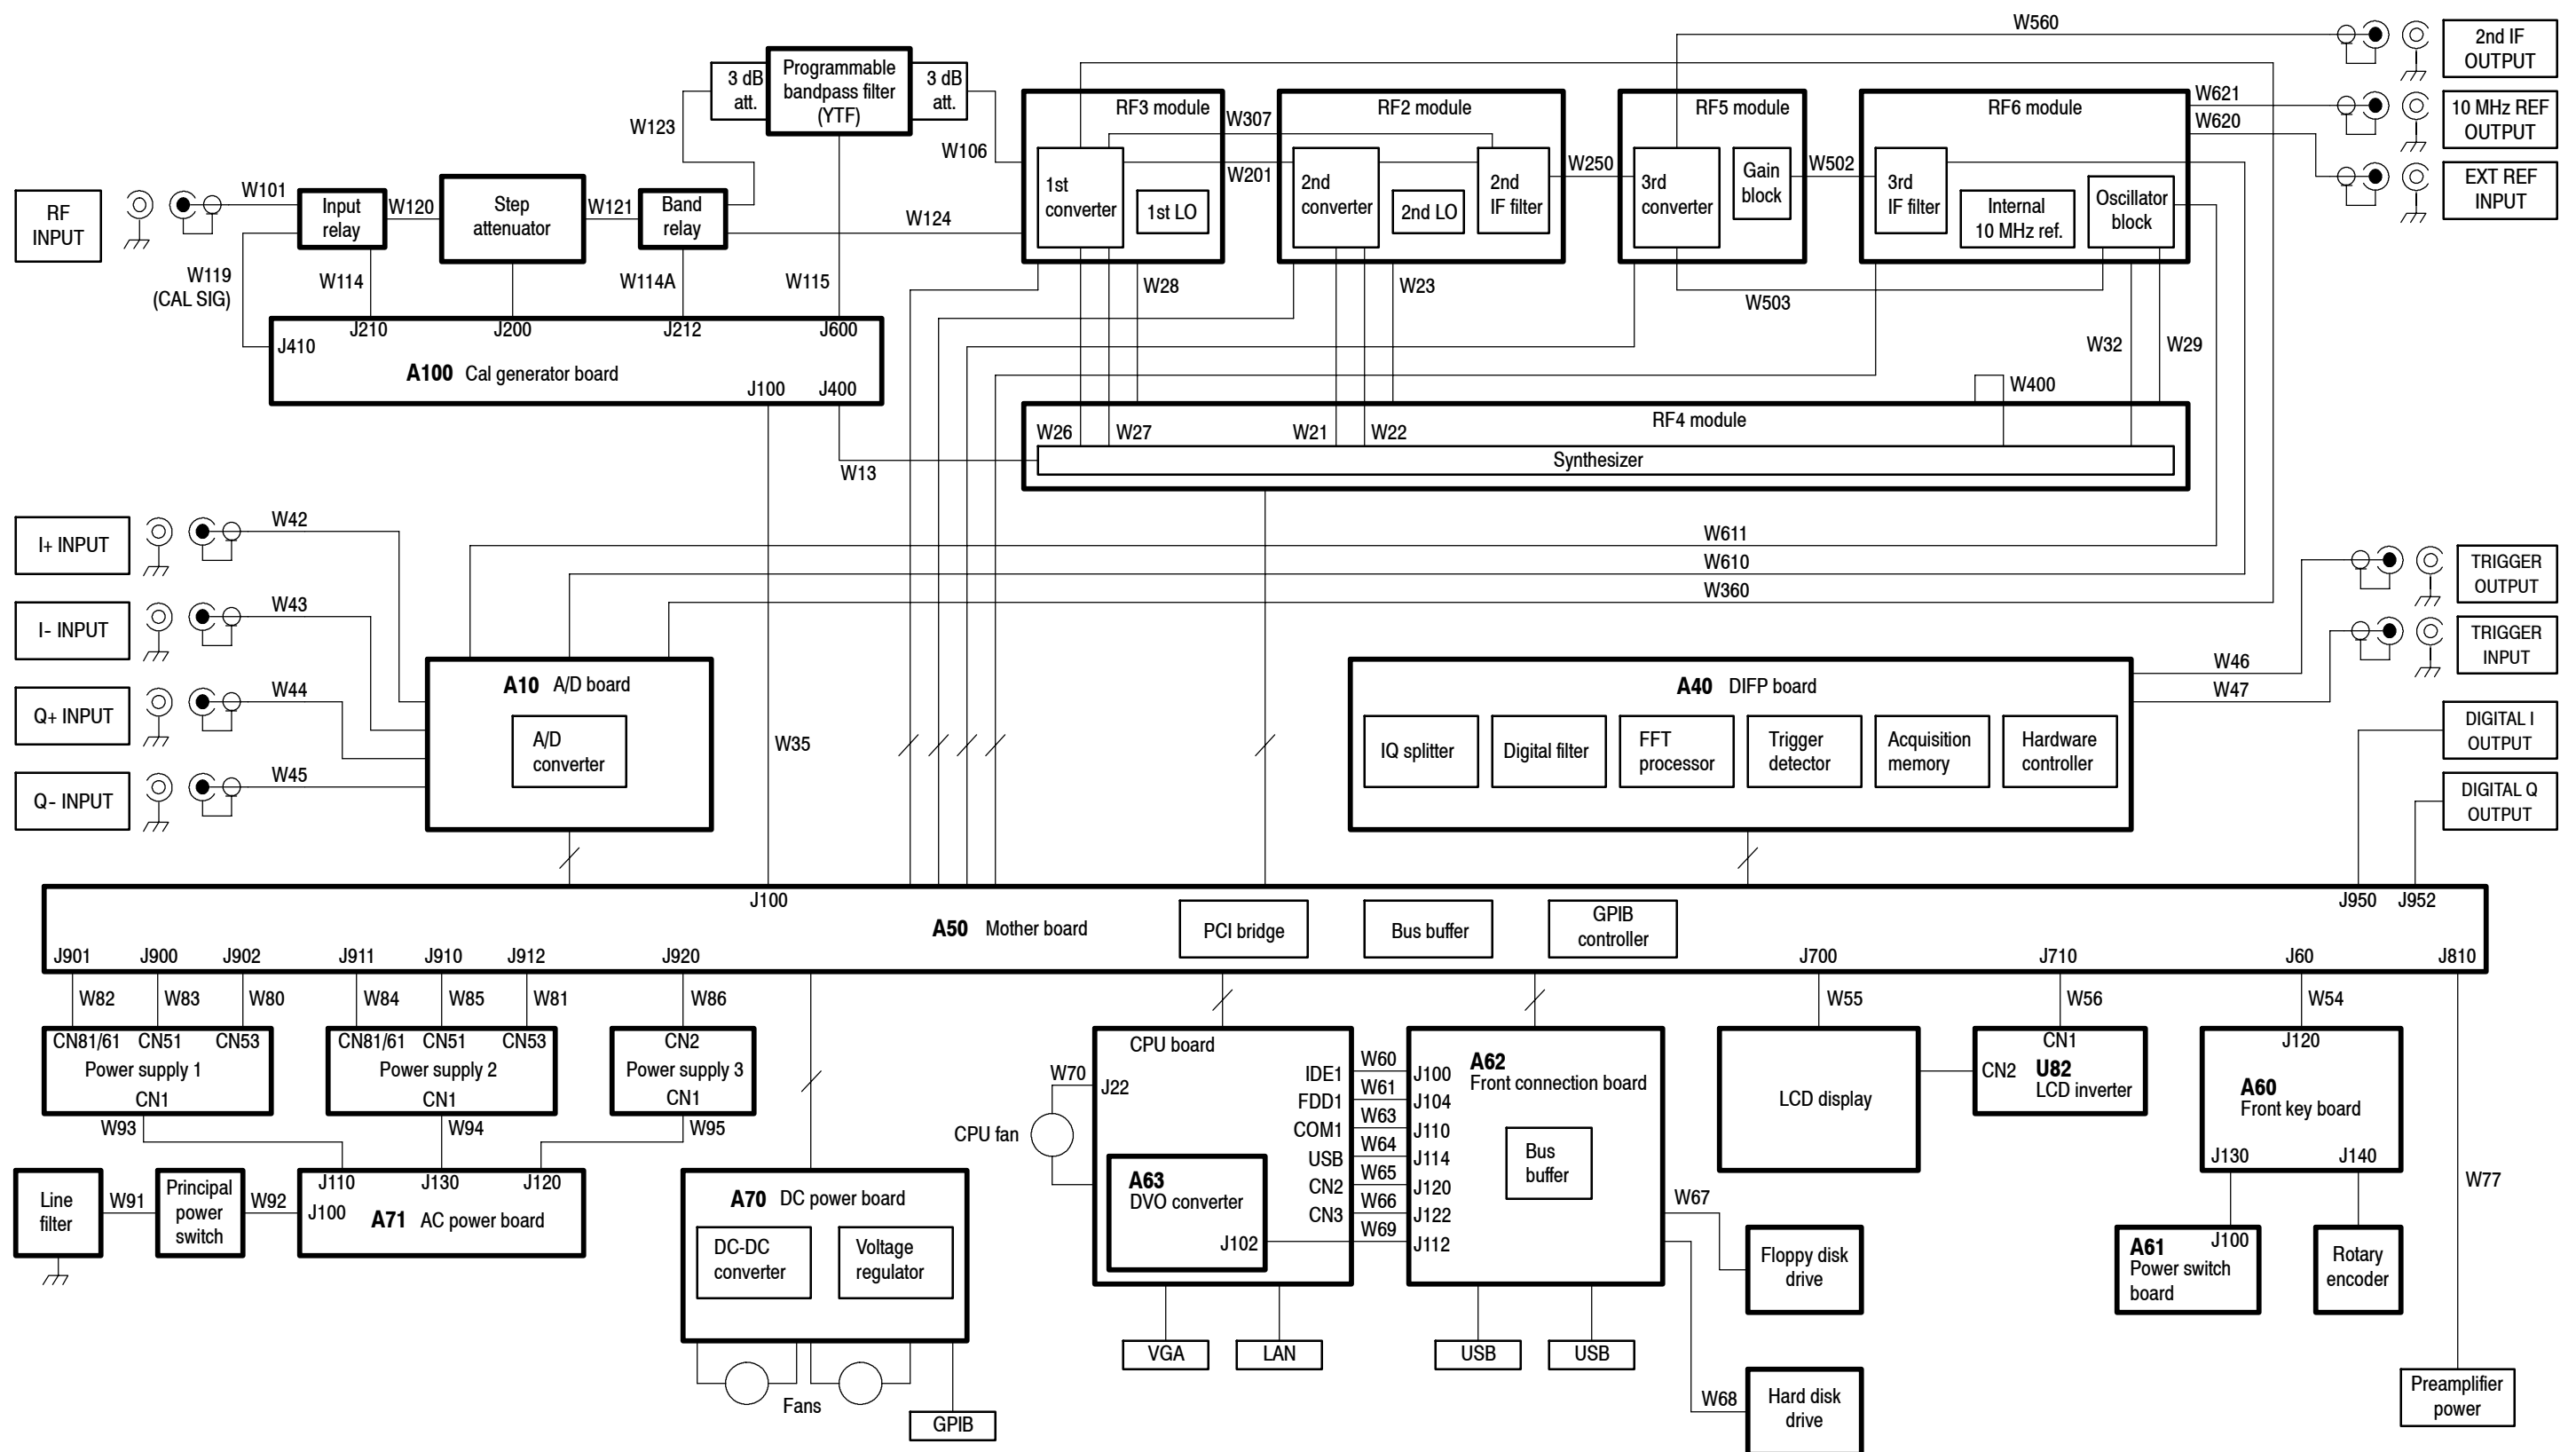 W560
2nd IF
OUTPUT
W621
10 MHz REF
OUTPUT
W620
EXT REF
INPUT
3 dB
att.
Programmable
bandpass filter
(YTF)
3 dB
att.
W123
W106
RF3 module
1st
converter
1st LO
W307
W201
RF2 module
2nd
converter
2nd LO
2nd
IF filter
W250
RF5 module
3rd
converter
Gain
block
W502
RF6 module
3rd
IF filter
Internal
10 MHz ref.
Oscillator
block
RF
INPUT
W101
Input
relay
W120
Step
attenuator
W121
Band
relay
W124
W119
(CAL SIG)
W114
W114A
W115
W28
W23
W503
W32
W29
W400
J410
J210
J200
J212
J600
A100 Cal generator board
J100
J400
W13
RF4 module
W26
W27
W21
W22
Synthesizer
I+ INPUT
W42
I- INPUT
W43
Q+ INPUT
W44
Q- INPUT
W45
W611
W610
W360
A10 A/D board
A/D
converter
W35
A40 DIFP board
IQ splitter
Digital filter
FFT
processor
Trigger
detector
Acquisition
memory
Hardware
controller
W46
W47
TRIGGER
OUTPUT
TRIGGER
INPUT
DIGITAL I
OUTPUT
DIGITAL Q
OUTPUT
J100
J950
J952
A50 Mother board
PCI bridge
Bus buffer
GPIB
controller
J901
J900
J902
J911
J910
J912
J920
J700
J710
J60
J810
W82
W83
W80
W84
W85
W81
W86
W55
W56
W54
W77
CN81/61
CN51
CN53
Power supply 1
CN1
CN81/61
CN51
CN53
Power supply 2
CN1
CN2
Power supply 3
CN1
W93
W94
W95
Line
filter
W91
Principal
power
switch
W92
J110
J130
J120
J100
A71 AC power board
A70 DC power board
DC-DC
converter
Voltage
regulator
Fans
GPIB
CPU board
W70
J22
CPU fan
IDE1
FDD1
COM1
USB
CN2
CN3
A63
DVO converter
J102
W60
W61
W63
W64
W65
W66
W69
J100
J104
J110
J114
J120
J122
J112
A62
Front connection board
Bus
buffer
VGA
LAN
USB
USB
W67
W68
Floppy disk
drive
Hard disk
drive
LCD display
CN1
CN2
U82
LCD inverter
J120
A60
Front key board
J130
J140
J100
A61
Power switch
board
Rotary
encoder
Preamplifier
power